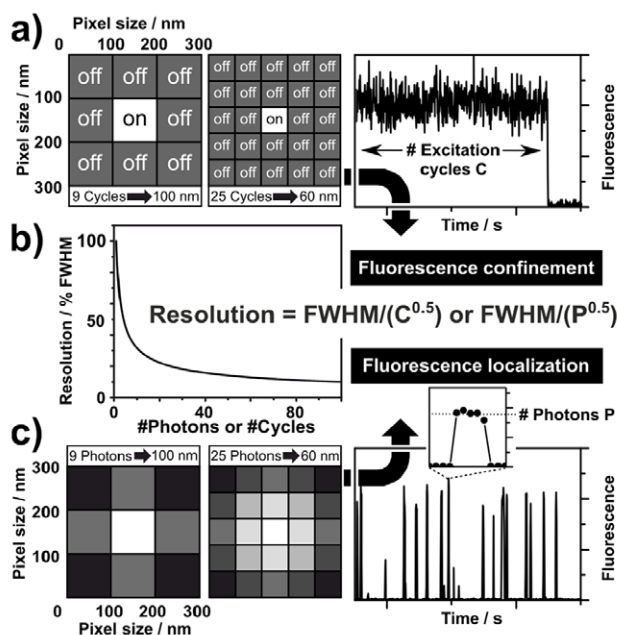 a)
Pixel size / nm
0 100 200 300
Pixel size / nm
100
200
300
off off off
off on off
off off off
9 Cycles 100 nm
off off off off off
off off off off off
off off on off off
off off off off off
off off off off off
25 Cycles 60 nm
# Excitation
cycles C
Fluorescence
Time / s
b)
Resolution / % FWHM
100
50
0 40 80
#Photons or #Cycles
Fluorescence confinement
Resolution = FWHM/(C^0.5) or FWHM/(P^0.5)
Fluorescence localization
# Photons P
c)
9 Photons 100 nm
25 Photons 60 nm
Pixel size / nm
300
200
100
0 100 200 300
Pixel size / nm
Fluorescence
Time / s